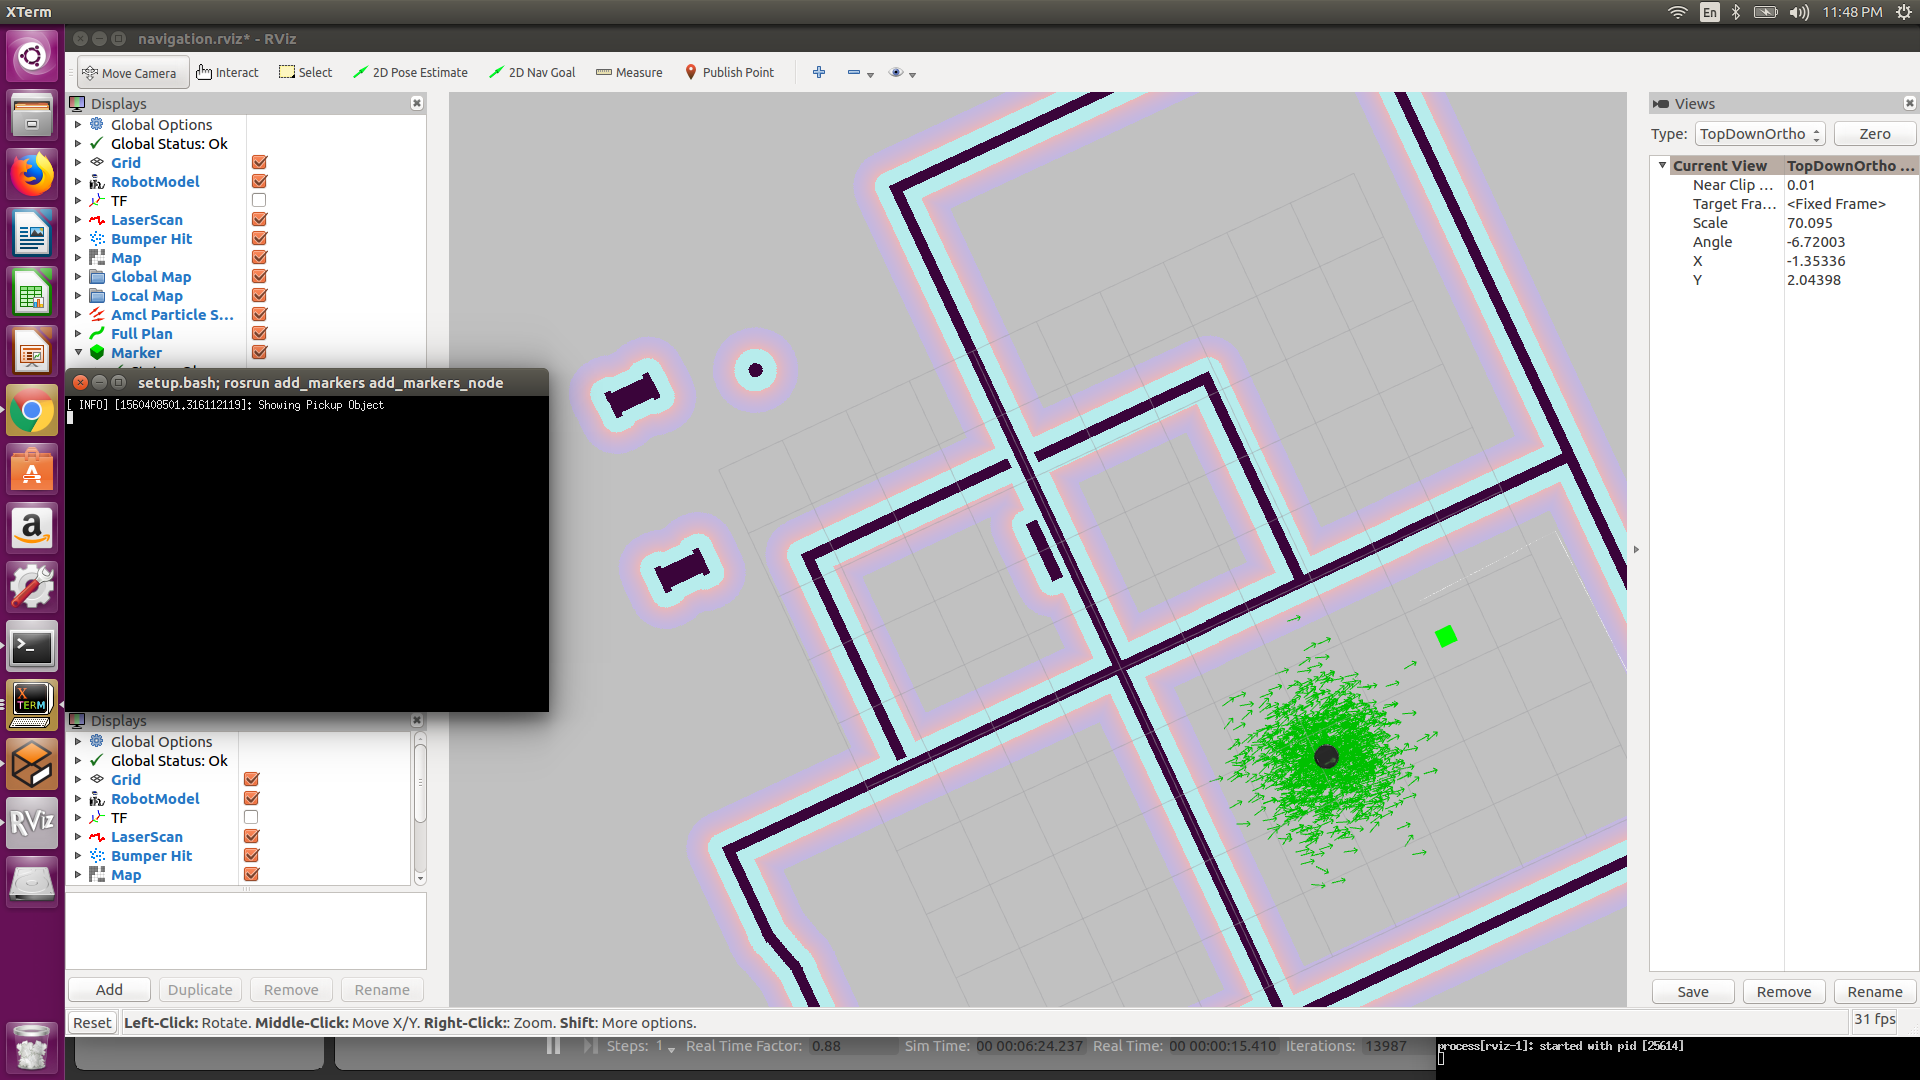 XTerm
En
11:48 PM
navigation.rviz* - RViz
Move Camera
Interact
Select
2D Pose Estimate
2D Nav Goal
Measure
Publish Point
Displays
Global Options
Global Status: Ok
Grid
RobotModel
TF
LaserScan
Bumper Hit
Map
Global Map
Local Map
Amcl Particle S...
Full Plan
Marker
setup.bash; rosrun add_markers add_markers_node
[ INFO] [1560408501.316112119]: Showing Pickup Object
Displays
Global Options
Global Status: Ok
Grid
RobotModel
TF
LaserScan
Bumper Hit
Map
Add
Duplicate
Remove
Rename
Reset
Left-Click: Rotate. Middle-Click: Move X/Y. Right-Click:: Zoom. Shift: More options.
31 fps
Views
Type: TopDownOrtho
Zero
Current View TopDownOrtho ...
Near Clip ... 0.01
Target Fra... <Fixed Frame>
Scale 70.095
Angle -6.72003
X -1.35336
Y 2.04398
Save
Remove
Rename
Steps: 1
Real Time Factor: 0.88
Sim Time: 00 00:06:24.237
Real Time: 00 00:00:15.410
Iterations: 13987
process[rviz-1]: started with pid [25614]
X
TERM
RViz